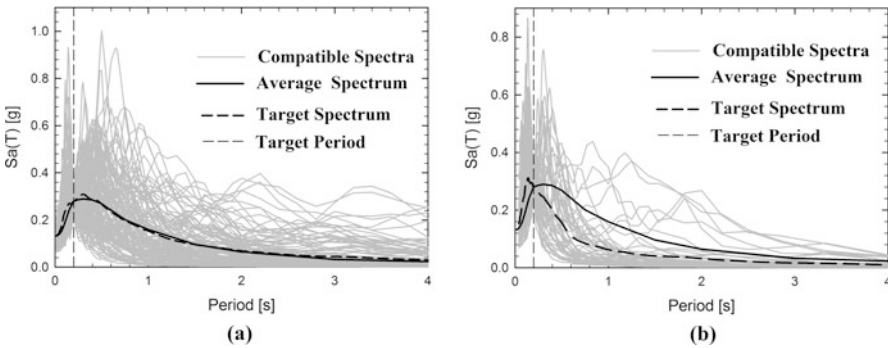 1.0
0.8
0.6
0.4
0.2
0.0
Sa(T) [g]
Compatible Spectra
Average Spectrum
Target Spectrum
Target Period
0
1
2
3
4
Period [s]
(a)
0.8
0.6
0.4
0.2
0.0
Sa(T) [g]
Compatible Spectra
Average Spectrum
Target Spectrum
Target Period
0
1
2
3
4
Period [s]
(b)